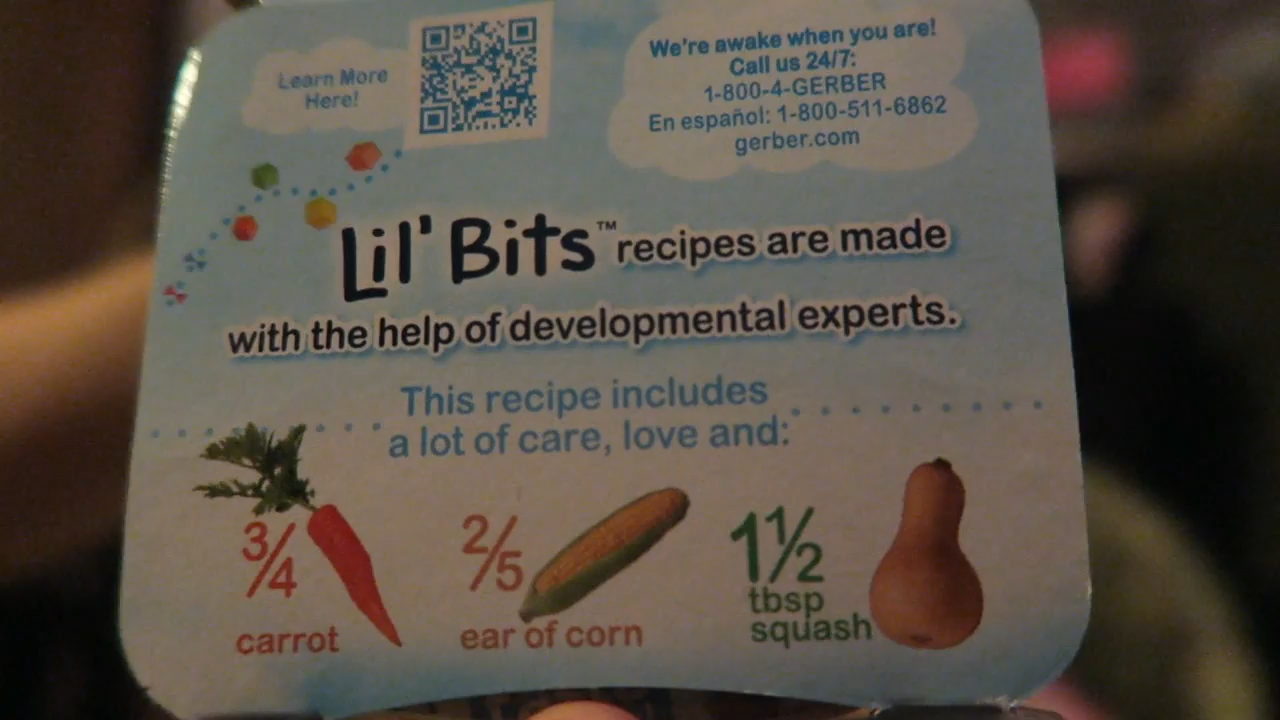 Learn More
Here!
We're awake when you are!
Call us 24/7:
1-800-4-GERBER
En español: 1-800-511-6862
gerber.com
Lil' Bits™ recipes are made
with the help of developmental experts.
This recipe includes
a lot of care, love and:
3/4
carrot
2/5
ear of corn
1 1/2
tbsp
squash